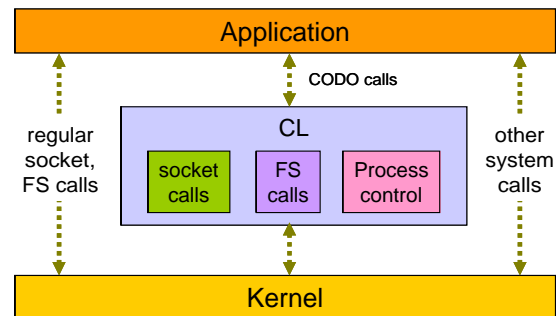 Application
CODO calls
regular
socket,
FS calls
CL
socket
calls
FS
calls
Process
control
other
system
calls
Kernel